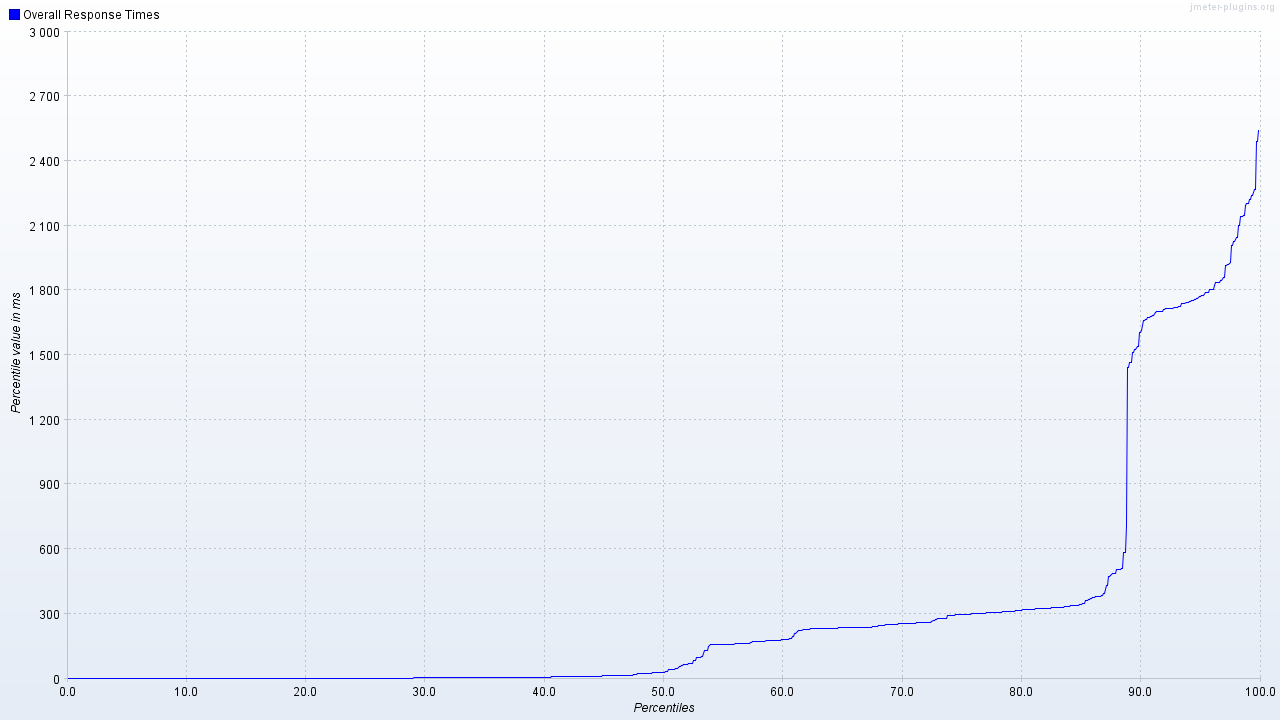 jmeter-plugins.org
Overall Response Times
3 000
2 700
2 400
2 100
1 800
1 500
1 200
900
600
300
0
Percentile value in ms
0.0 10.0 20.0 30.0 40.0 50.0 60.0 70.0 80.0 90.0 100.0
Percentiles